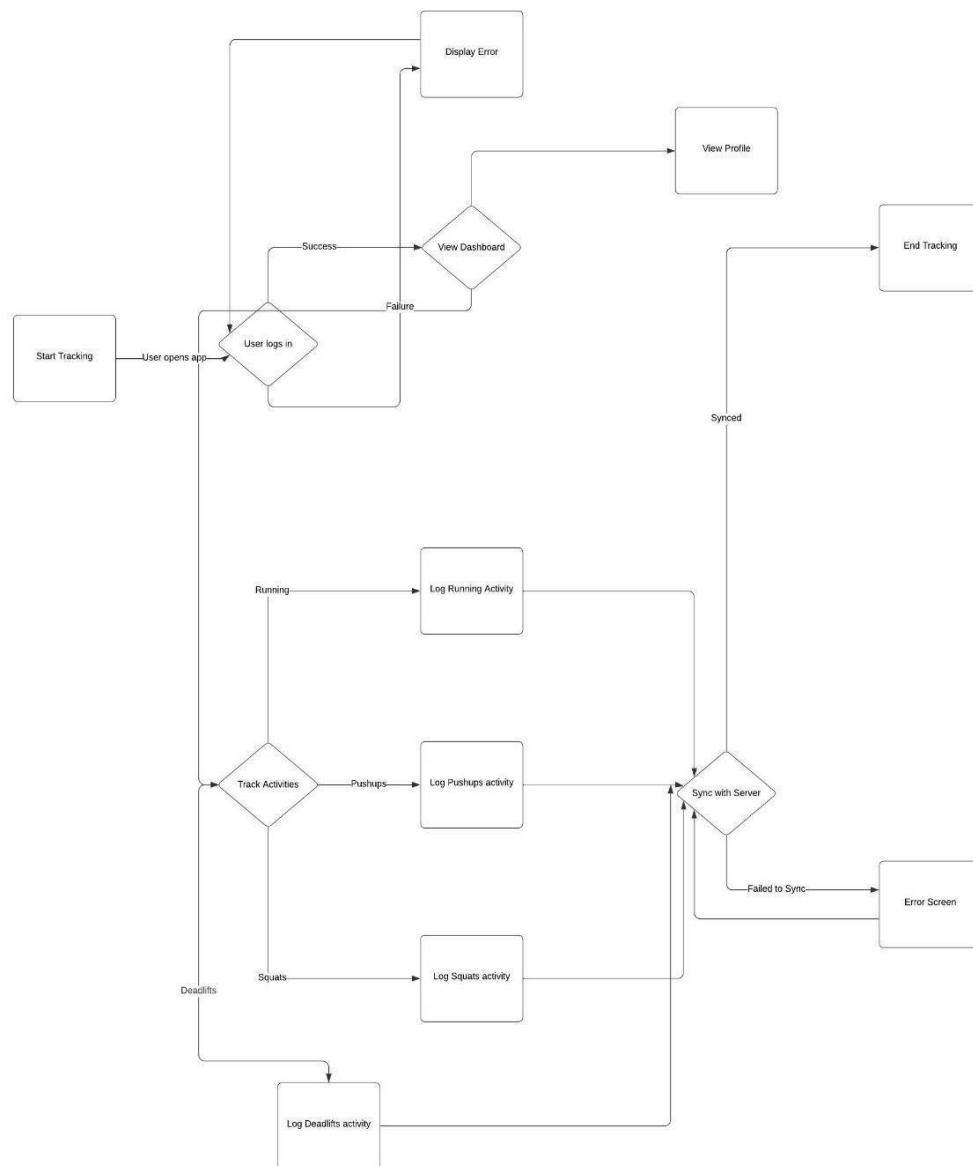 Display Error
View Profile
Success
View Dashboard
End Tracking
Failure
User logs in
Start Tracking
User opens app
Synced
Running
Log Running Activity
Track Activities
Pushups
Log Pushups activity
Sync with Server
Failed to Sync
Error Screen
Squats
Log Squats activity
Deadlifts
Log Deadlifts activity